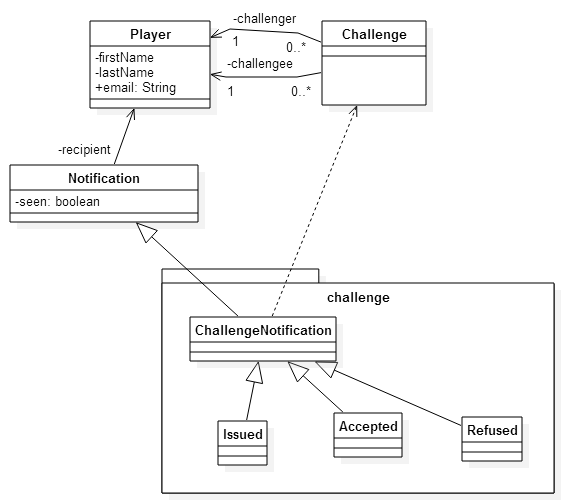 -challenger
Player
Challenge
1
0..*
-firstName
-lastName
+email: String
-challengee
1
0..*
-recipient
Notification
-seen: boolean
challenge
ChallengeNotification
Issued
Accepted
Refused